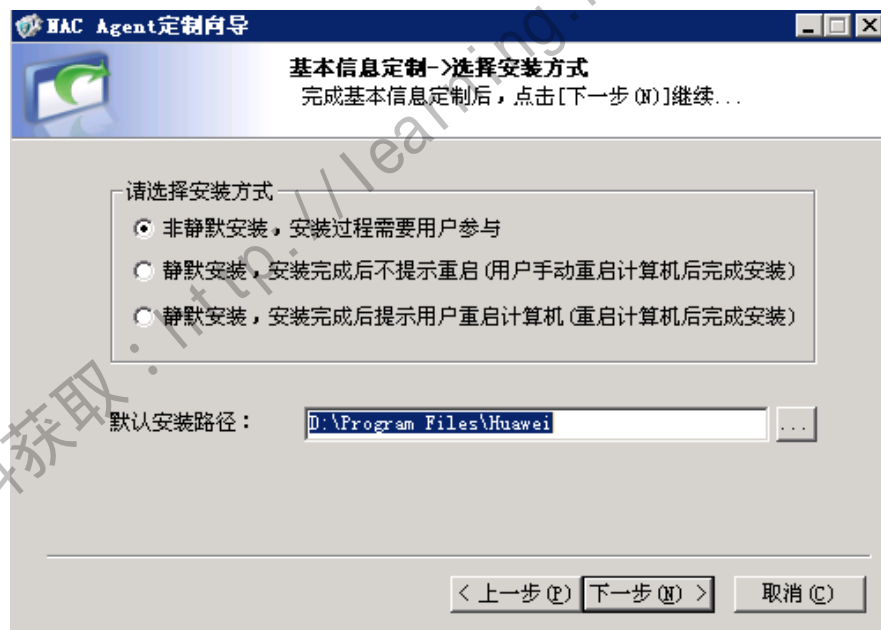 NAC Agent定制向导
基本信息定制->选择安装方式
完成基本信息定制后，点击[下一步(N)]继续...
请选择安装方式
非静默安装，安装过程需要用户参与
静默安装，安装完成后不提示重启(用户手动重启计算机后完成安装)
静默安装，安装完成后提示用户重启计算机(重启计算机后完成安装)
默认安装路径：
D:\Program Files\Huawei
...
< 上一步(P)
下一步(N) >
取消(C)
获取：http://learning.